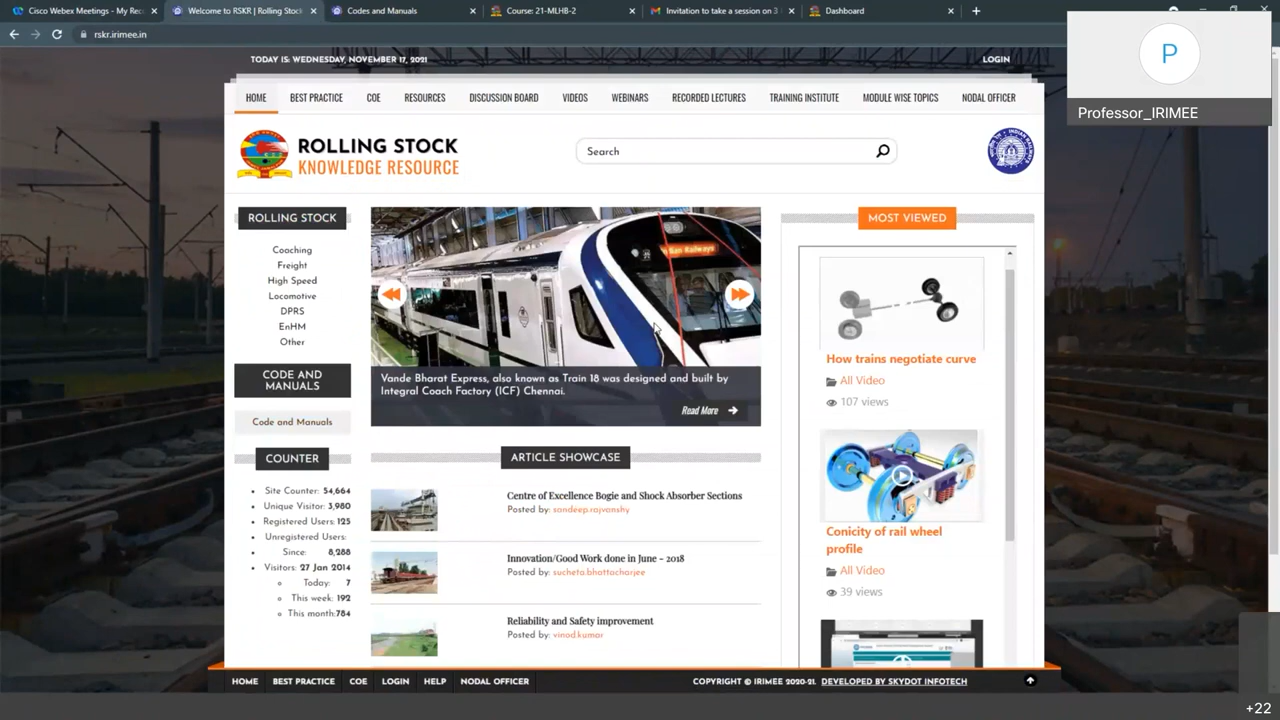 Cisco Webex Meetings - My Rec
Welcome to RSKR | Rolling Stock
Codes and Manuals
Course: 21-MLHB-2
Invitation to take a session on 3
Dashboard
rskr.irimee.in
P
Professor_IRIMEE
TODAY IS: WEDNESDAY, NOVEMBER 17, 2021
LOGIN
HOME
BEST PRACTICE
COE
RESOURCES
DISCUSSION BOARD
VIDEOS
WEBINARS
RECORDED LECTURES
TRAINING INSTITUTE
MODULE WISE TOPICS
NODAL OFFICER
ROLLING STOCK
KNOWLEDGE RESOURCE
Search
ROLLING STOCK
Coaching
Freight
High Speed
Locomotive
DPRS
EnHM
Other
CODE AND
MANUALS
Code and Manuals
COUNTER
Site Counter: 54,664
Unique Visitor: 3,980
Registered Users: 125
Unregistered Users:
Since: 8,288
Visitors: 27 Jan 2014
Today: 7
This week: 192
This month:784
Vande Bharat Express, also known as Train 18 was designed and built by
Integral Coach Factory (ICF) Chennai.
Read More
ARTICLE SHOWCASE
Centre of Excellence Bogie and Shock Absorber Sections
Posted by: sandeep.rajvanshy
Innovation/Good Work done in June - 2018
Posted by: sucheta.bhattacharjee
Reliability and Safety improvement
Posted by: vinod.kumar
MOST VIEWED
How trains negotiate curve
All Video
107 views
Conicity of rail wheel
profile
All Video
39 views
HOME
BEST PRACTICE
COE
LOGIN
HELP
NODAL OFFICER
COPYRIGHT © IRIMEE 2020-21. DEVELOPED BY SKYDOT INFOTECH
+22